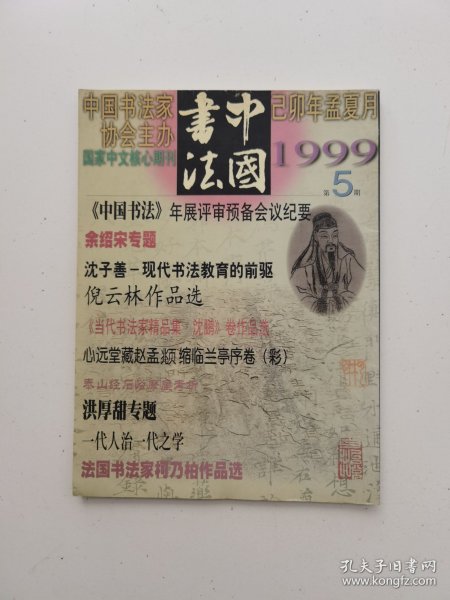 中国书法家
协会主办
国家中文核心期刊
中國
書法
己卯年孟夏月
1999
第5期
《中国书法》年展评审预备会议纪要
余绍宋专题
沈子善-现代书法教育的前驱
倪云林作品选
《当代书法家精品集 沈鹏》卷作品选
心远堂藏赵孟頫缩临兰亭序卷（彩）
泰山经石峪
洪厚甜专题
一代人治一代之学
法国书法家柯乃柏作品选
孔夫子旧书网
www.kongfz.com